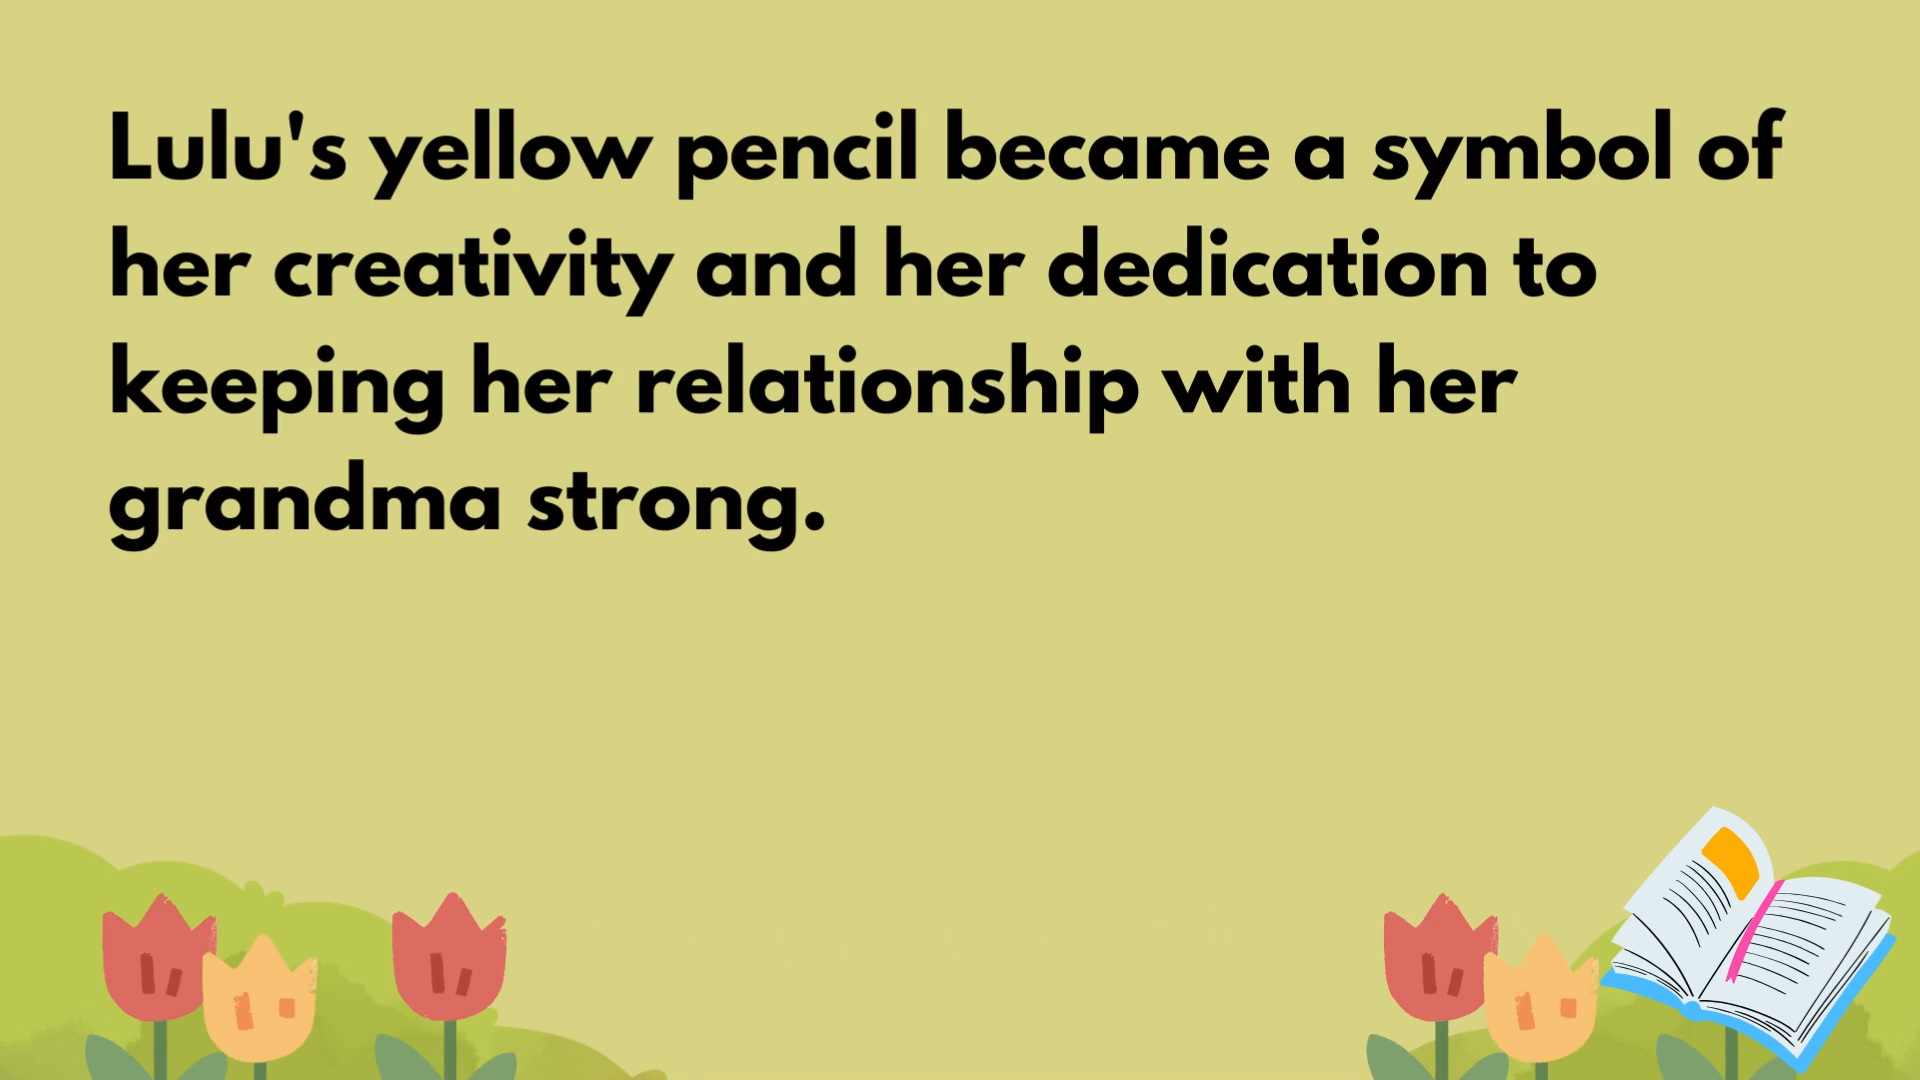 Lulu's yellow pencil became a symbol of
her creativity and her dedication to
keeping her relationship with her
grandma strong.